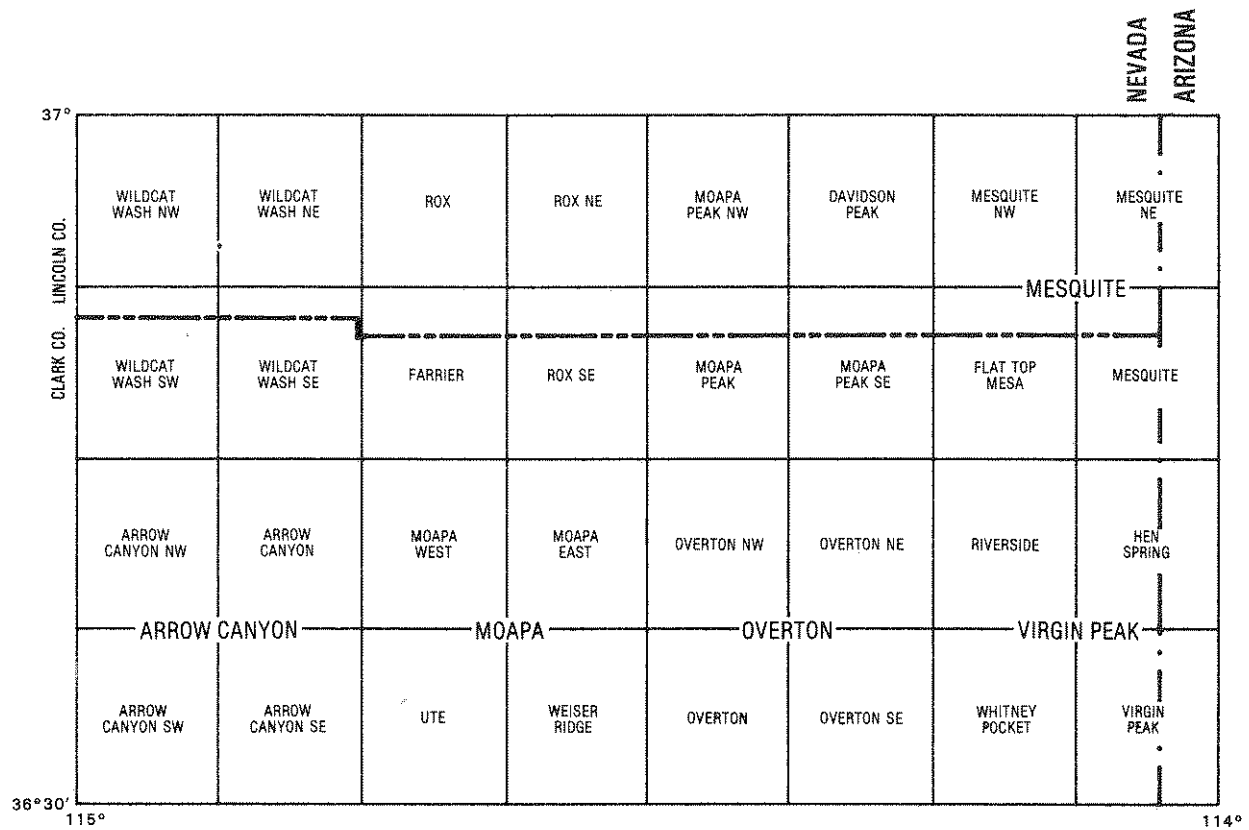 NEVADA
ARIZONA
37°
WILDCAT
WASH NW
WILDCAT
WASH NE
ROX
ROX NE
MOAPA
PEAK NW
DAVIDSON
PEAK
MESQUITE
NW
MESQUITE
NE
LINCOLN CO.
MESQUITE
CLARK CO.
WILDCAT
WASH SW
WILDCAT
WASH SE
FARRIER
ROX SE
MOAPA
PEAK
MOAPA
PEAK SE
FLAT TOP
MESA
MESQUITE
ARROW
CANYON NW
ARROW
CANYON
MOAPA
WEST
MOAPA
EAST
OVERTON NW
OVERTON NE
RIVERSIDE
HEN
SPRING
ARROW CANYON
MOAPA
OVERTON
VIRGIN PEAK
ARROW
CANYON SW
ARROW
CANYON SE
UTE
WEISER
RIDGE
OVERTON
OVERTON SE
WHITNEY
POCKET
VIRGIN
PEAK
36°30'
115°
114°